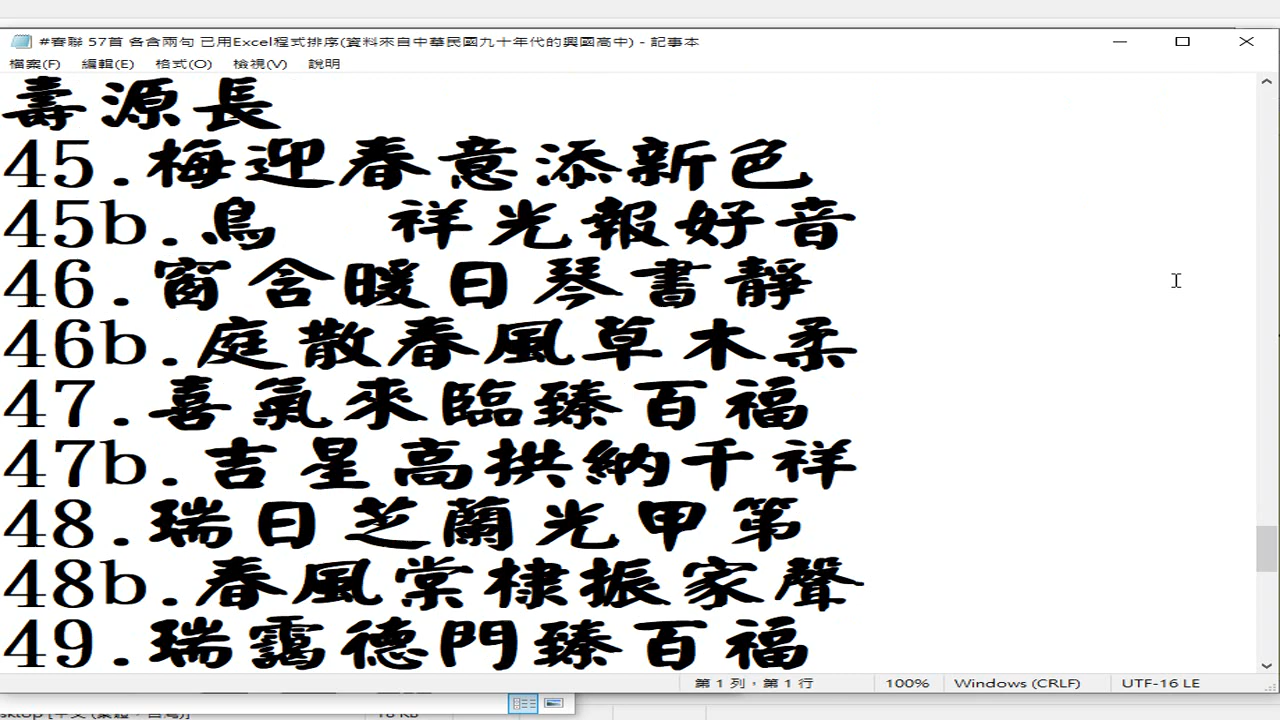 #春聯 57首 各含兩句 已用Excel程式排序(資料來自中華民國九十年代的興國高中) - 記事本
檔案(F) 編輯(E) 格式(O) 檢視(V) 說明
壽源長
45.梅迎春意添新色
45b.鳥　祥光報好音
46.窗含暖日琴書靜
46b.庭散春風草木柔
47.喜氣來臨臻百福
47b.吉星高拱納千祥
48.瑞日芝蘭光甲第
48b.春風棠棣振家聲
49.瑞靄德門臻百福
第 1 列，第 1 行 100% Windows (CRLF) UTF-16 LE